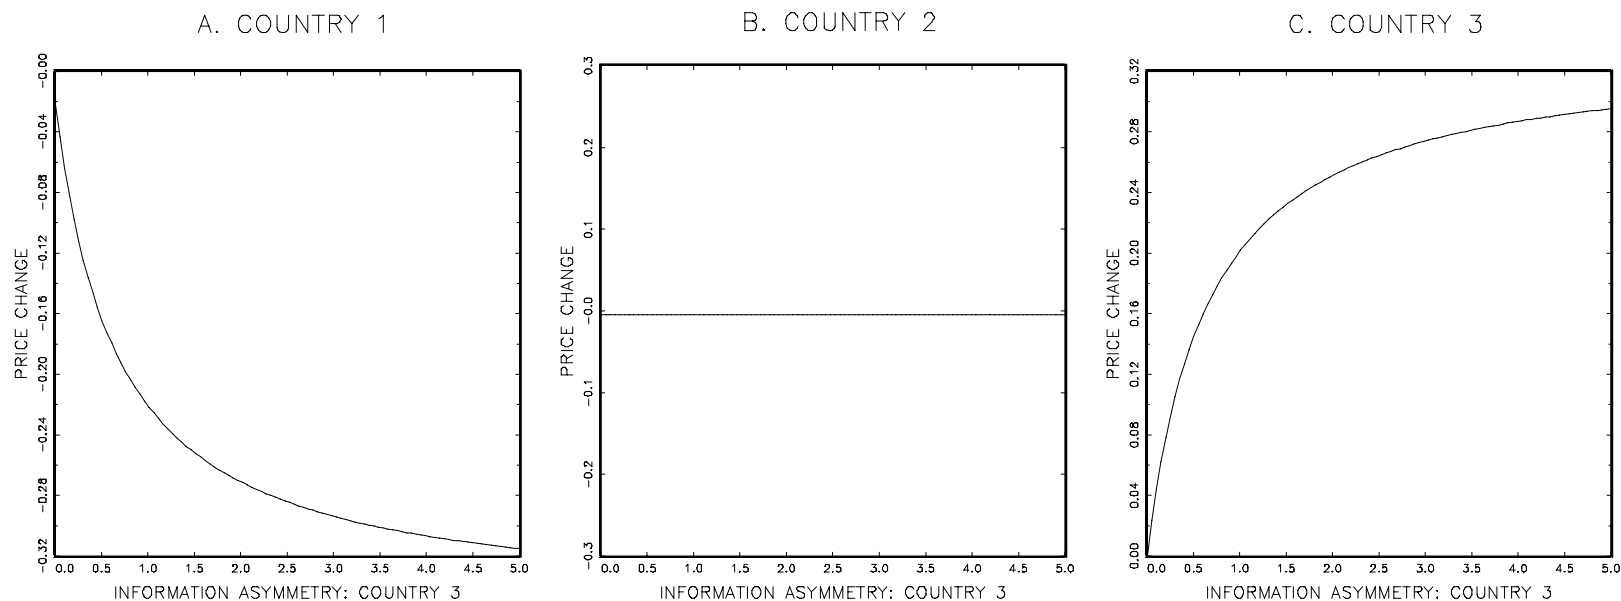 A. COUNTRY 1
PRICE CHANGE
-0.00
-0.04
-0.08
-0.12
-0.16
-0.20
-0.24
-0.28
-0.32
0.0 0.5 1.0 1.5 2.0 2.5 3.0 3.5 4.0 4.5 5.0
INFORMATION ASYMMETRY: COUNTRY 3
B. COUNTRY 2
PRICE CHANGE
0.3
0.2
0.1
-0.0
-0.1
-0.2
-0.3
0.0 0.5 1.0 1.5 2.0 2.5 3.0 3.5 4.0 4.5 5.0
INFORMATION ASYMMETRY: COUNTRY 3
C. COUNTRY 3
PRICE CHANGE
0.32
0.28
0.24
0.20
0.16
0.12
0.08
0.04
0.00
0.0 0.5 1.0 1.5 2.0 2.5 3.0 3.5 4.0 4.5 5.0
INFORMATION ASYMMETRY: COUNTRY 3